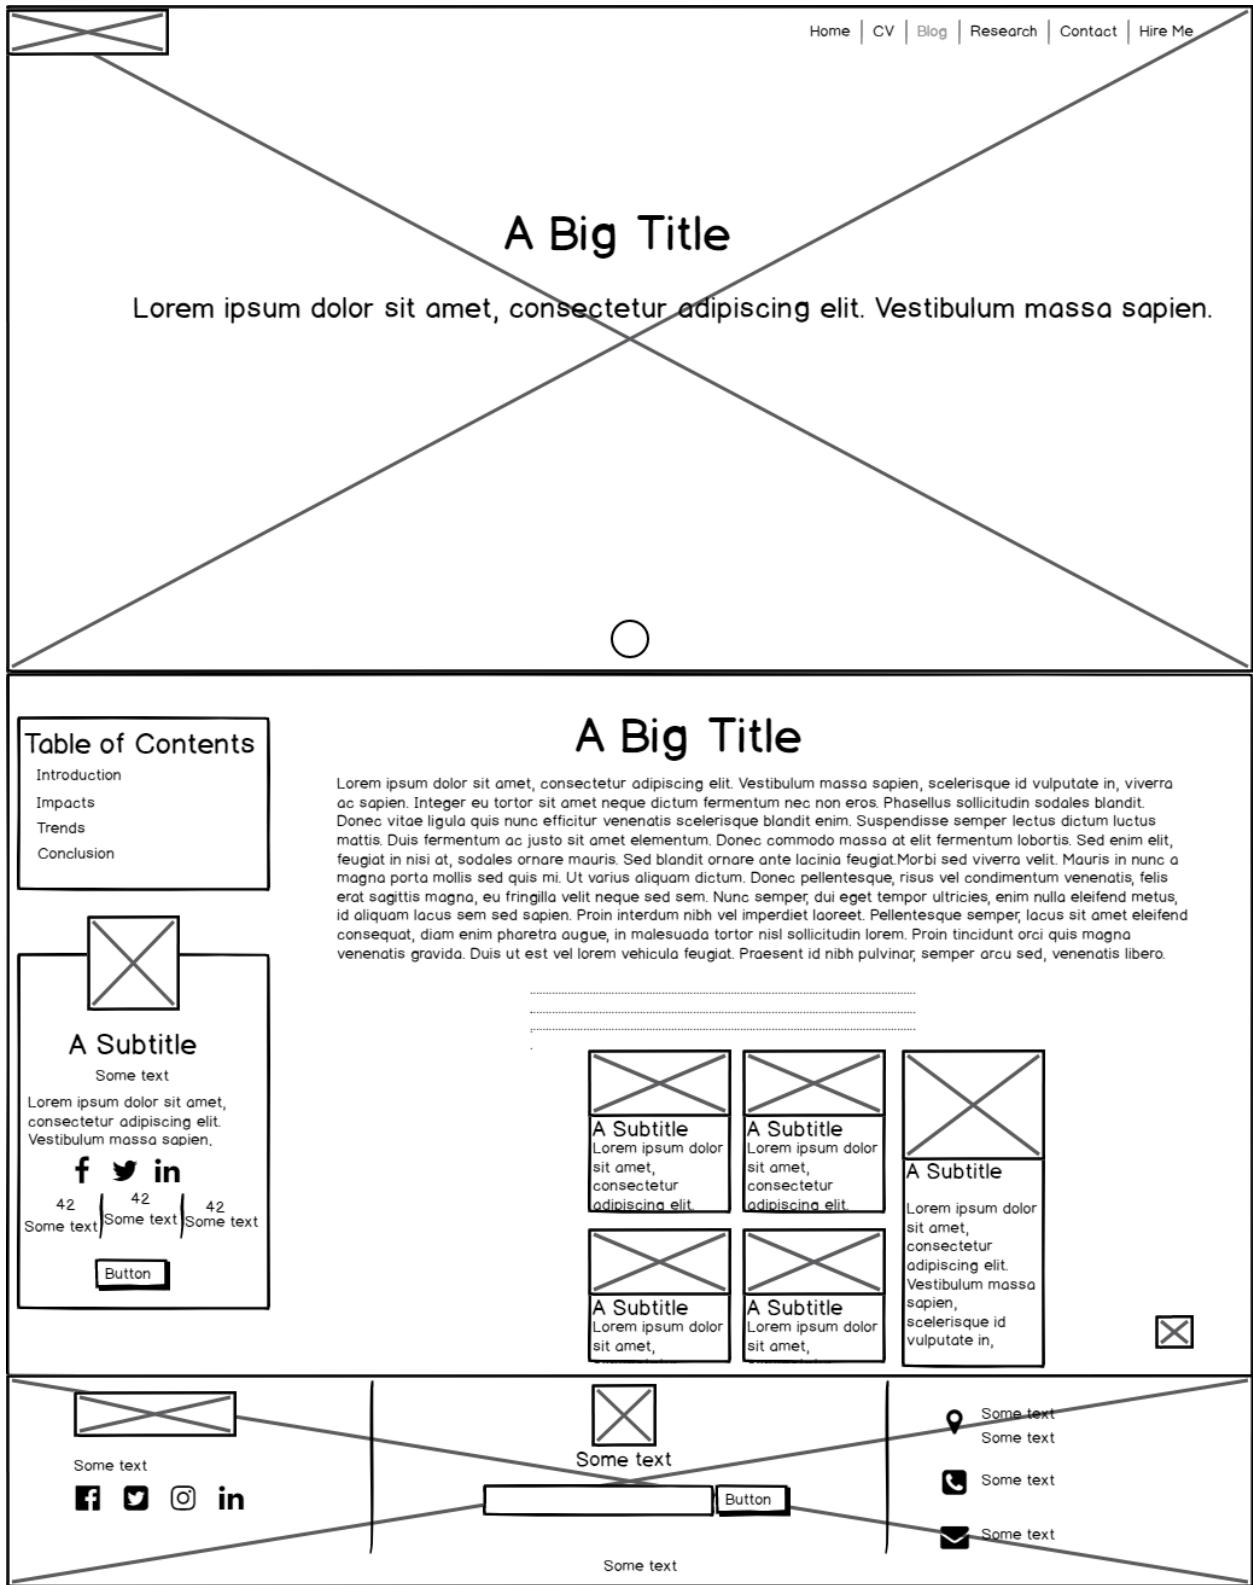 Home CV Blog Research Contact Hire Me
A Big Title
Lorem ipsum dolor sit amet, consectetur adipiscing elit. Vestibulum massa sapien.
Table of Contents
Introduction
Impacts
Trends
Conclusion
A Subtitle
Some text
Lorem ipsum dolor sit amet,
consectetur adipiscing elit.
Vestibulum massa sapien,
42
Some text
42
Some text
42
Some text
Button
A Big Title
Lorem ipsum dolor sit amet, consectetur adipiscing elit. Vestibulum massa sapien, scelerisque id vulputate in, viverra
ac sapien. Integer eu tortor sit amet neque dictum fermentum nec non eros. Phasellus sollicitudin sodales blandit.
Donec vitae ligula quis nunc efficitur venenatis scelerisque blandit enim. Suspendisse semper lectus dictum luctus
mattis. Duis fermentum ac justo sit amet elementum. Donec commodo massa at elit fermentum lobortis. Sed enim elit,
feugiat in nisi at, sodales ornare mauris. Sed blandit ornare ante lacinia feugiat.Morbi sed viverra velit. Mauris in nunc a
magna porta mollis sed quis mi. Ut varius aliquam dictum. Donec pellentesque, risus vel condimentum venenatis, felis
erat sagittis magna, eu fringilla velit neque sed sem. Nunc semper, dui eget tempor ultricies, enim nulla eleifend metus,
id aliquam lacus sem sed sapien. Proin interdum nibh vel imperdiet laoreet. Pellentesque semper, lacus sit amet eleifend
consequat, diam enim pharetra augue, in malesuada tortor nisl sollicitudin lorem. Proin tincidunt orci quis magna
venenatis gravida. Duis ut est vel lorem vehicula feugiat. Praesent id nibh pulvinar, semper arcu sed, venenatis libero.
A Subtitle
Lorem ipsum dolor
sit amet,
consectetur
adipiscing elit.
A Subtitle
Lorem ipsum dolor
sit amet,
consectetur
adipiscing elit.
A Subtitle
Lorem ipsum dolor
sit amet,
consectetur
adipiscing elit.
Vestibulum massa
sapien,
scelerisque id
vulputate in,
A Subtitle
Lorem ipsum dolor
sit amet,
A Subtitle
Lorem ipsum dolor
sit amet,
Some text
Some text
Button
Some text
Some text
Some text
Some text
Some text